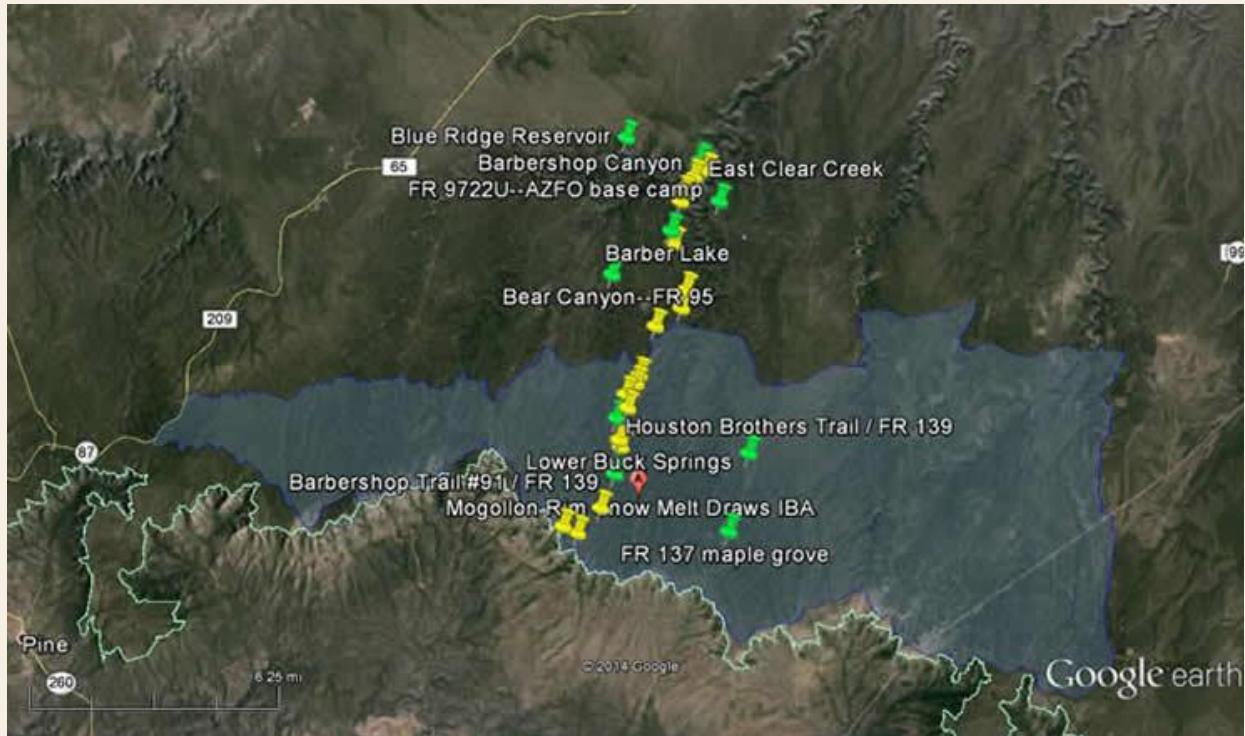 Blue Ridge Reservoir
Barbershop Canyon
65
East Clear Creek
FR 9722U--AZFO base camp
Barber Lake
99
Bear Canyon--FR 95
209
Houston Brothers Trail / FR 139
87
Lower Buck Springs
Barbershop Trail #91 / FR 139
A
Mogollon Rim Snow Melt Draws IBA
FR 137 maple grove
Pine
© 2014 Google
260
6.25 mi
Google earth